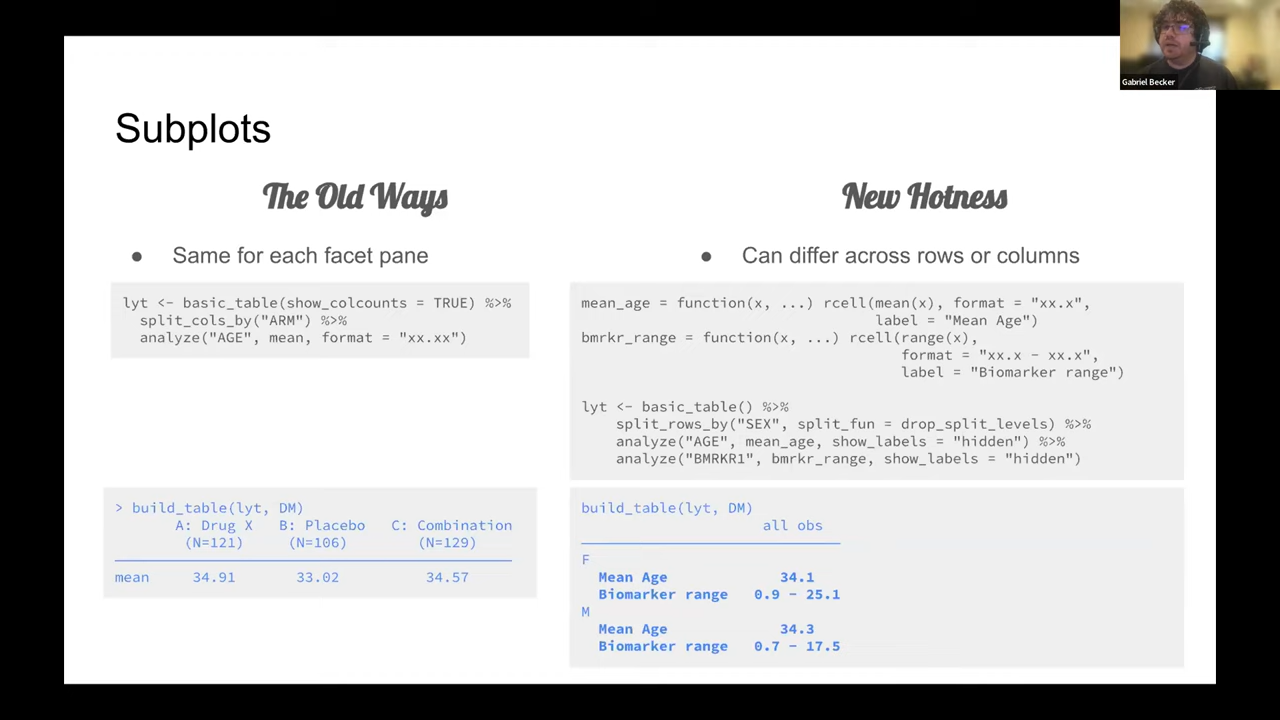 Gabriel Becker
Subplots
The Old Ways
● Same for each facet pane
lyt <- basic_table(show_colcounts = TRUE) %>%
  split_cols_by("ARM") %>%
  analyze("AGE", mean, format = "xx.xx")
> build_table(lyt, DM)
A: Drug X B: Placebo C: Combination
(N=121) (N=106) (N=129)
mean 34.91 33.02 34.57
New Hotness
● Can differ across rows or columns
mean_age = function(x, ...) rcell(mean(x), format = "xx.x",
label = "Mean Age")
bmrkr_range = function(x, ...) rcell(range(x),
format = "xx.x - xx.x",
label = "Biomarker range")
lyt <- basic_table() %>%
    split_rows_by("SEX", split_fun = drop_split_levels) %>%
    analyze("AGE", mean_age, show_labels = "hidden") %>%
    analyze("BMRKR1", bmrkr_range, show_labels = "hidden")
build_table(lyt, DM)
all obs
F
Mean Age 34.1
Biomarker range 0.9 - 25.1
M
Mean Age 34.3
Biomarker range 0.7 - 17.5